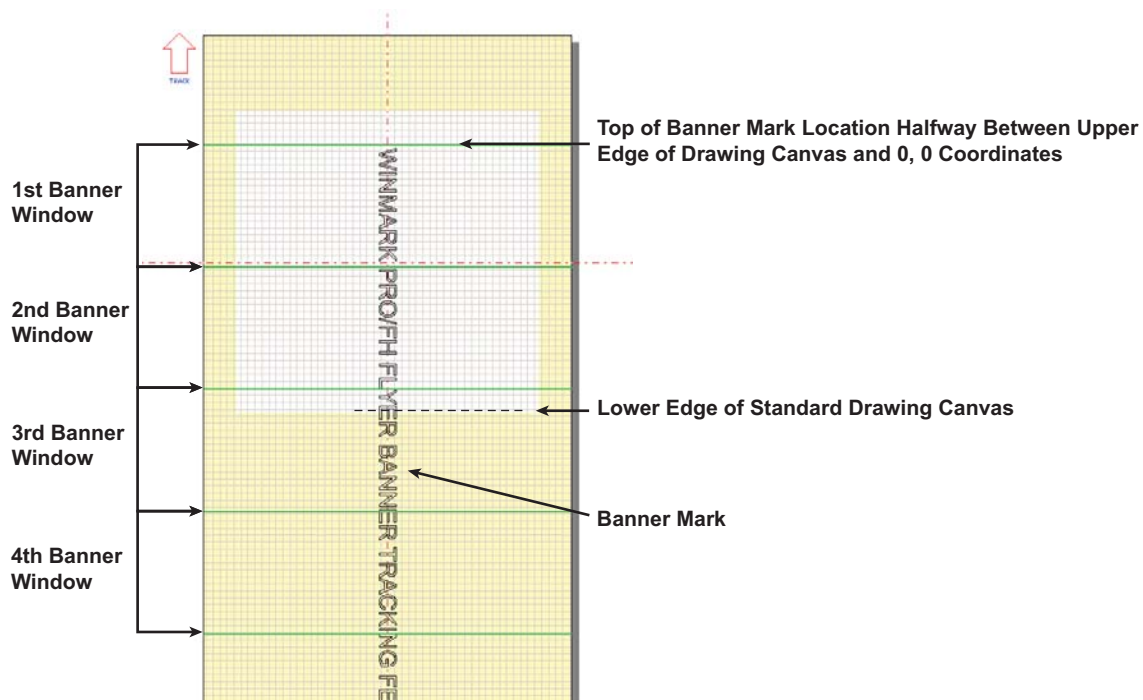 TRACK
Top of Banner Mark Location Halfway Between Upper
Edge of Drawing Canvas and 0, 0 Coordinates
1st Banner
Window
2nd Banner
Window
3rd Banner
Window
4th Banner
Window
WINMARK PRO/FH FLYER BANNER TRACKING FE
Lower Edge of Standard Drawing Canvas
Banner Mark